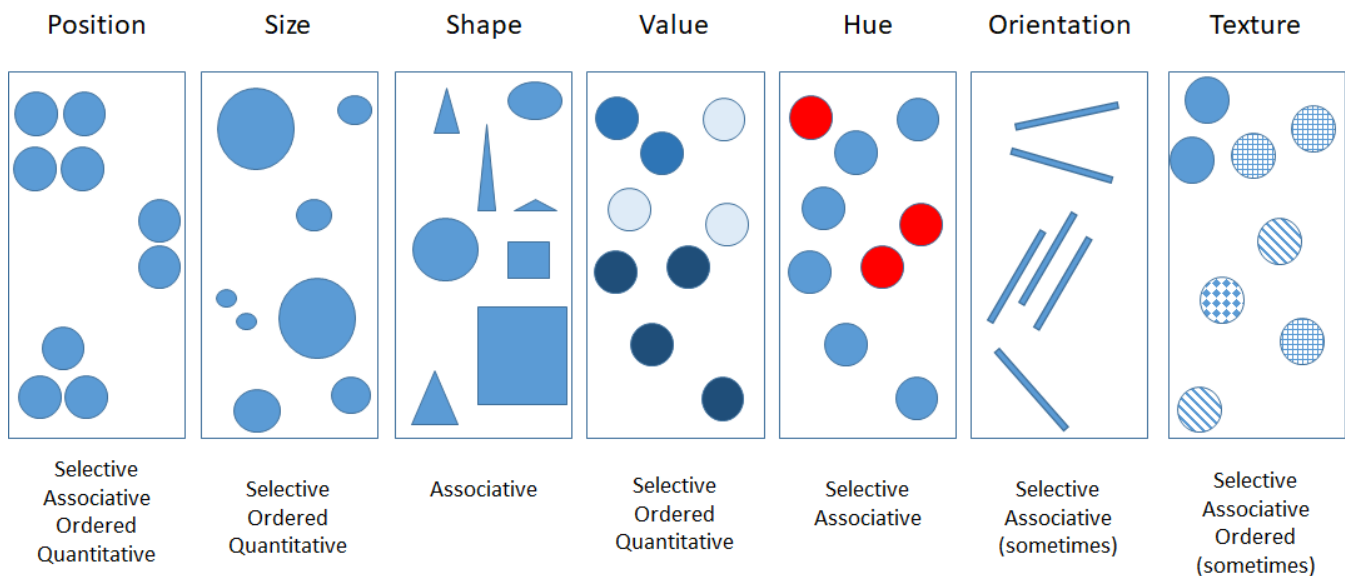 Position
Size
Shape
Value
Hue
Orientation
Texture
Selective
Associative
Ordered
Quantitative
Selective
Ordered
Quantitative
Associative
Selective
Ordered
Quantitative
Selective
Associative
Selective
Associative
(sometimes)
Selective
Associative
Ordered
(sometimes)